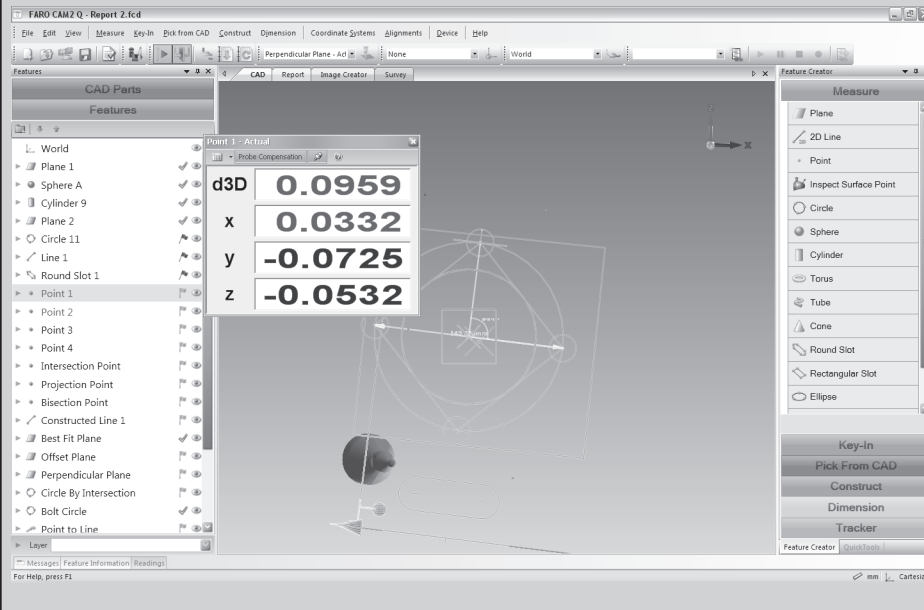 FARO CAM2 Q - Report 2.fcd
File Edit View Measure Key-In Pick from CAD Construct Dimension Coordinate Systems Alignments Device Help
Perpendicular Plane - Act None World
Features CAD Report Image Creator Survey Feature Creator
CAD Parts
Features
World
Plane 1
Sphere A
Cylinder 9
Plane 2
Circle 11
Line 1
Round Slot 1
Point 1
Point 2
Point 3
Point 4
Intersection Point
Projection Point
Bisection Point
Constructed Line 1
Best Fit Plane
Offset Plane
Perpendicular Plane
Circle By Intersection
Bolt Circle
Point to Line
Layer
Messages Feature Information Readings
For Help, press F1
Point 1 - Actual
Probe Compensation
d3D 0.0959
x 0.0332
y -0.0725
z -0.0532
Z
X
Measure
Plane
2D Line
Point
Inspect Surface Point
Circle
Sphere
Cylinder
Torus
Tube
Cone
Round Slot
Rectangular Slot
Ellipse
Key-In
Pick From CAD
Construct
Dimension
Tracker
Feature Creator QuickTools
mm Cartesia